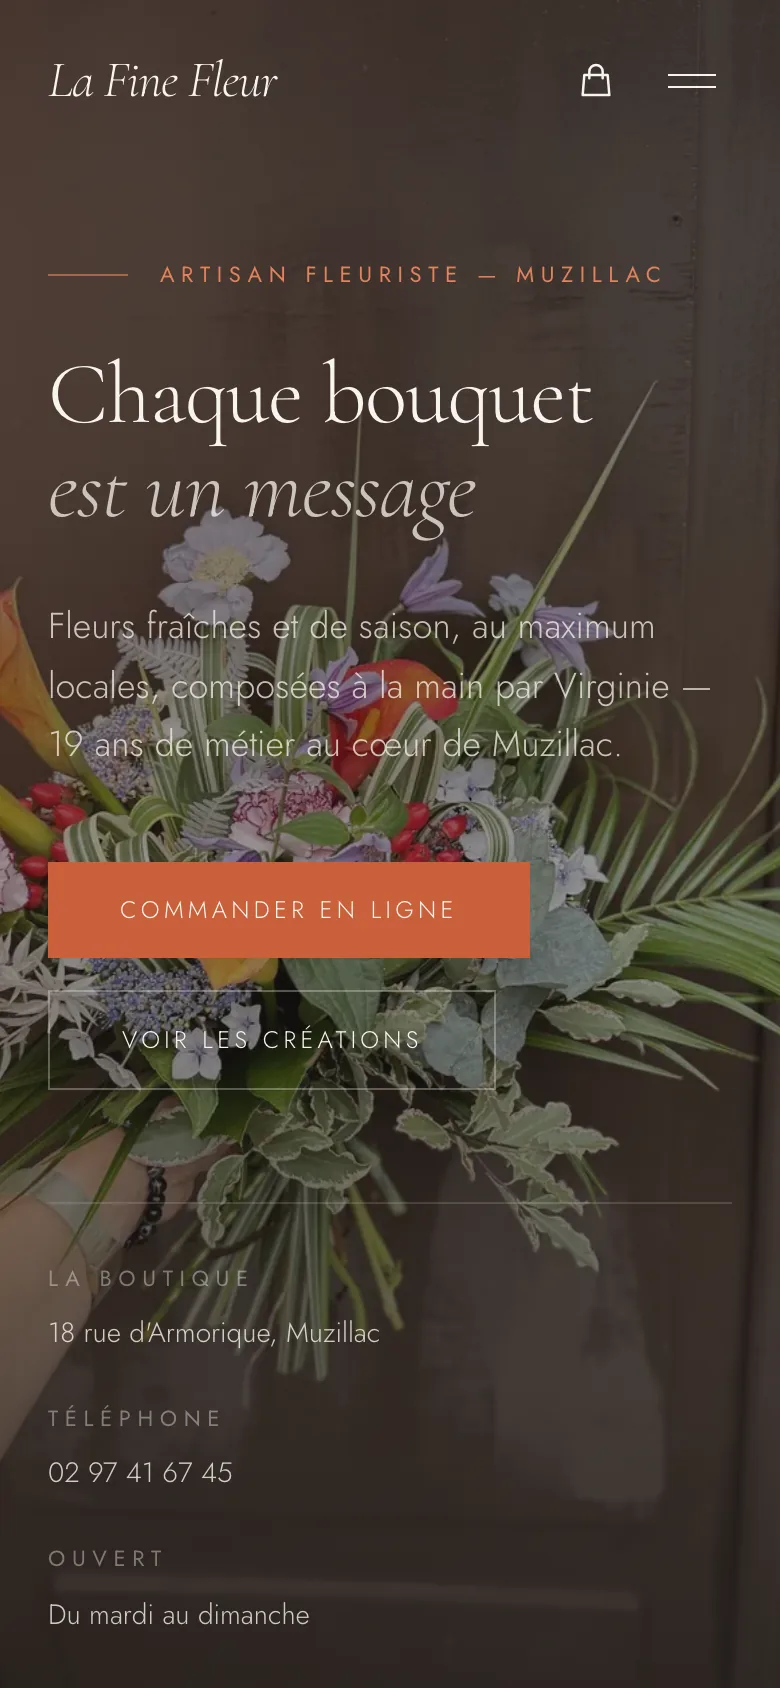 La Fine Fleur
ARTISAN FLEURISTE — MUZILLAC
Chaque bouquet
est un message
Fleurs fraîches et de saison, au maximum
locales, composées à la main par Virginie —
19 ans de métier au cœur de Muzillac.
COMMANDER EN LIGNE
VOIR LES CRÉATIONS
LA BOUTIQUE
18 rue d'Armorique, Muzillac
TÉLÉPHONE
02 97 41 67 45
OUVERT
Du mardi au dimanche